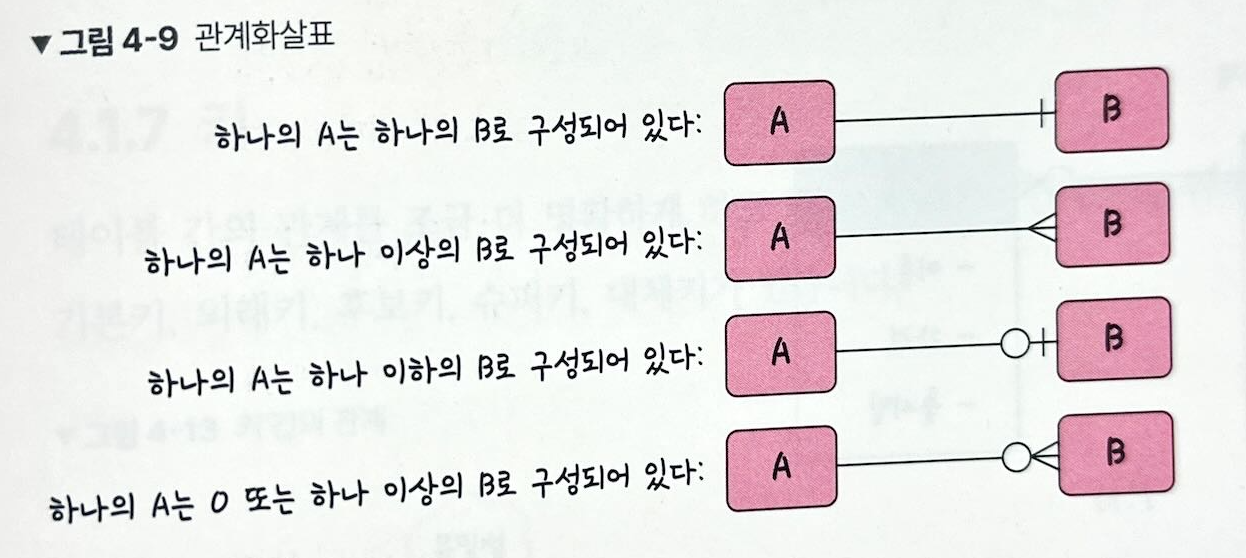 ▼ 그림 4-9 관계화살표
하나의 A는 하나의 B로 구성되어 있다: A B
하나의 A는 하나 이상의 B로 구성되어 있다: A B
하나의 A는 하나 이하의 B로 구성되어 있다: A B
하나의 A는 0 또는 하나 이상의 B로 구성되어 있다: A B